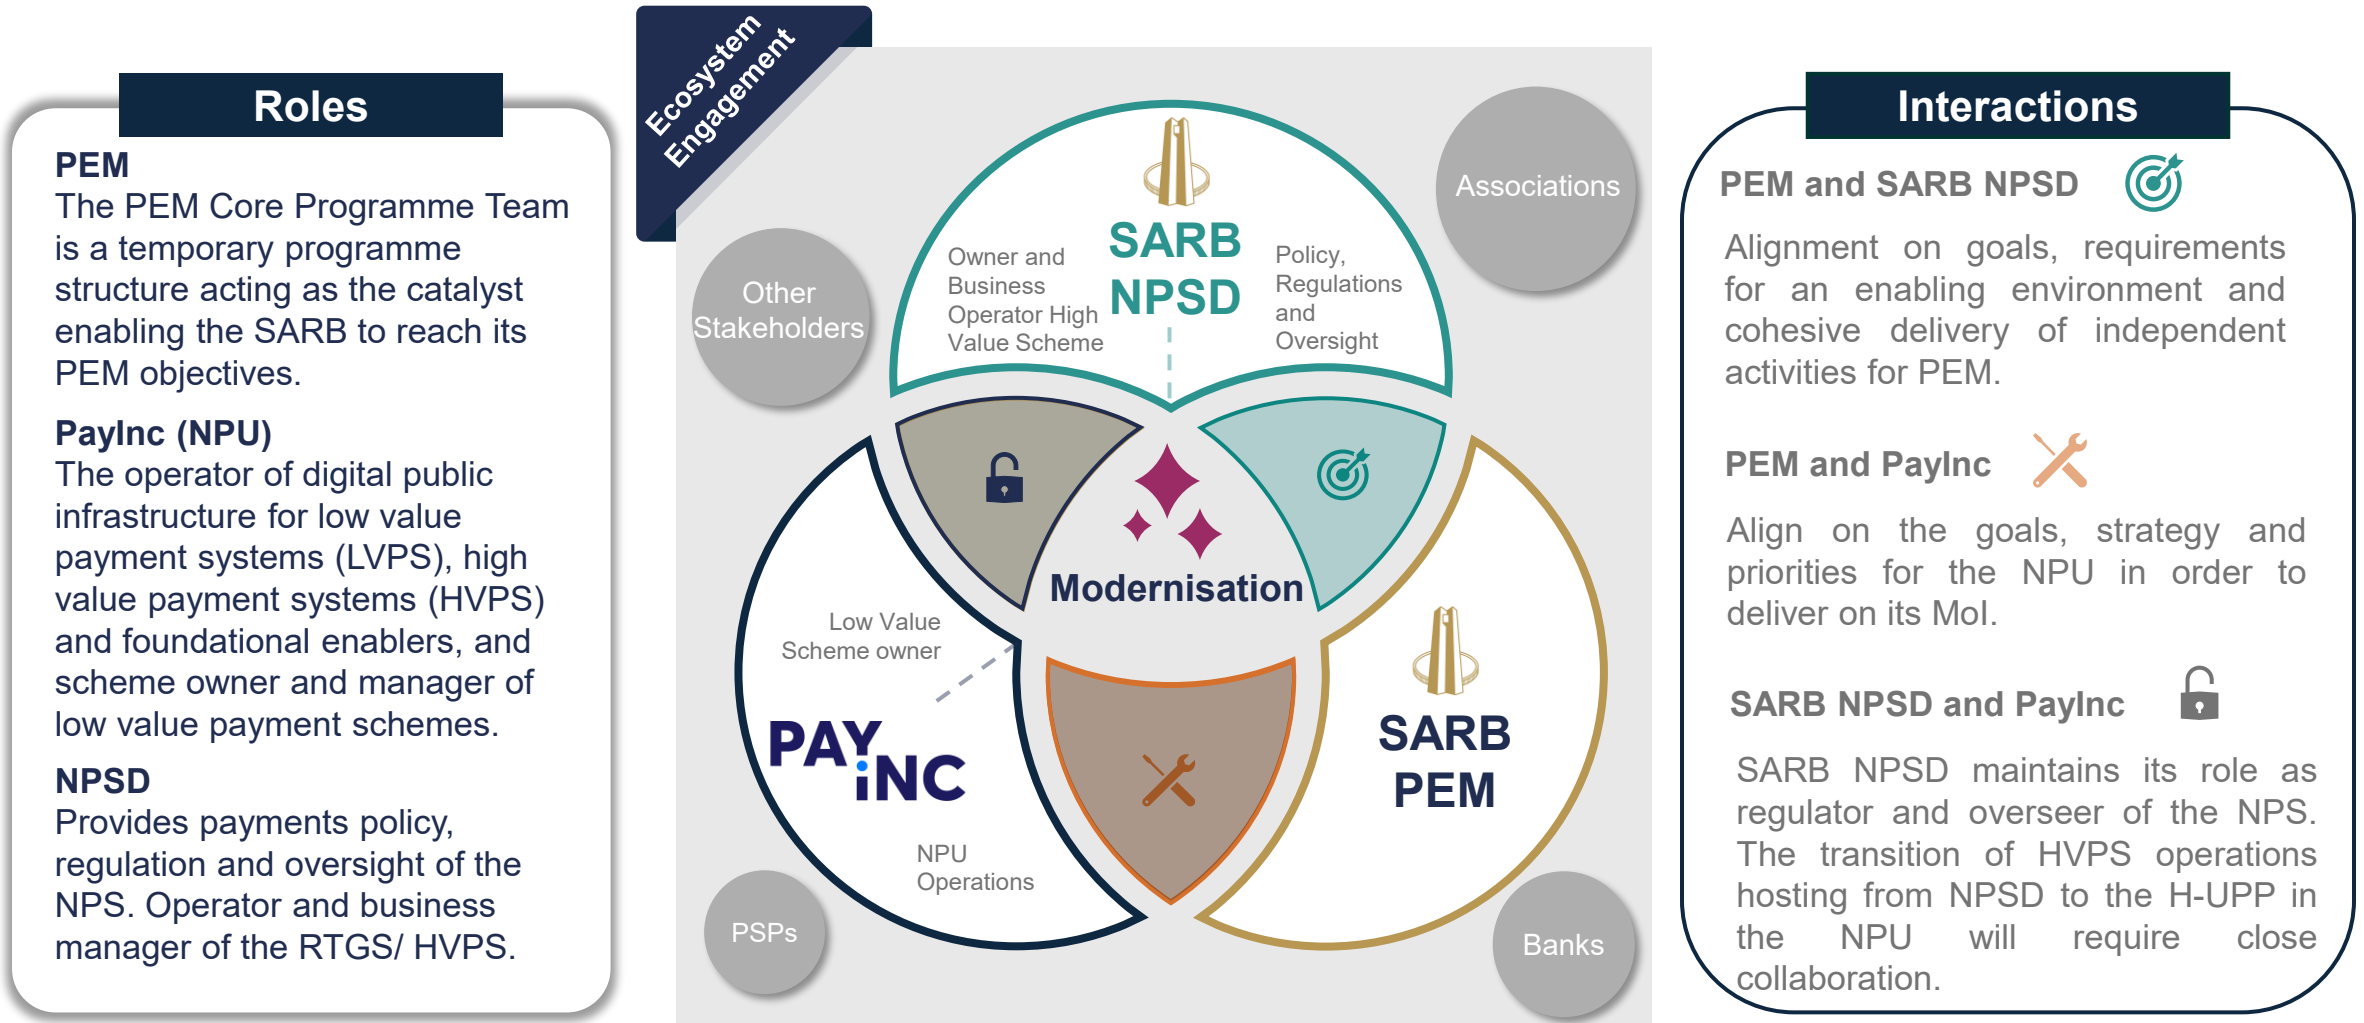 Roles
PEM
The PEM Core Programme Team
is a temporary programme
structure acting as the catalyst
enabling the SARB to reach its
PEM objectives.
PayInc (NPU)
The operator of digital public
infrastructure for low value
payment systems (LVPS), high
value payment systems (HVPS)
and foundational enablers, and
scheme owner and manager of
low value payment schemes.
NPSD
Provides payments policy,
regulation and oversight of the
NPS. Operator and business
manager of the RTGS/ HVPS.
Ecosystem
Engagement
Other
Stakeholders
Associations
SARB
NPSD
Owner and
Business
Operator High
Value Scheme
Policy,
Regulations
and
Oversight
Modernisation
Low Value
Scheme owner
PAY
iNC
NPU
Operations
SARB
PEM
PSPs
Banks
Interactions
PEM and SARB NPSD
Alignment on goals, requirements
for an enabling environment and
cohesive delivery of independent
activities for PEM.
PEM and PayInc
Align on the goals, strategy and
priorities for the NPU in order to
deliver on its MoI.
SARB NPSD and PayInc
SARB NPSD maintains its role as
regulator and overseer of the NPS.
The transition of HVPS operations
hosting from NPSD to the H-UPP in
the NPU will require close
collaboration.